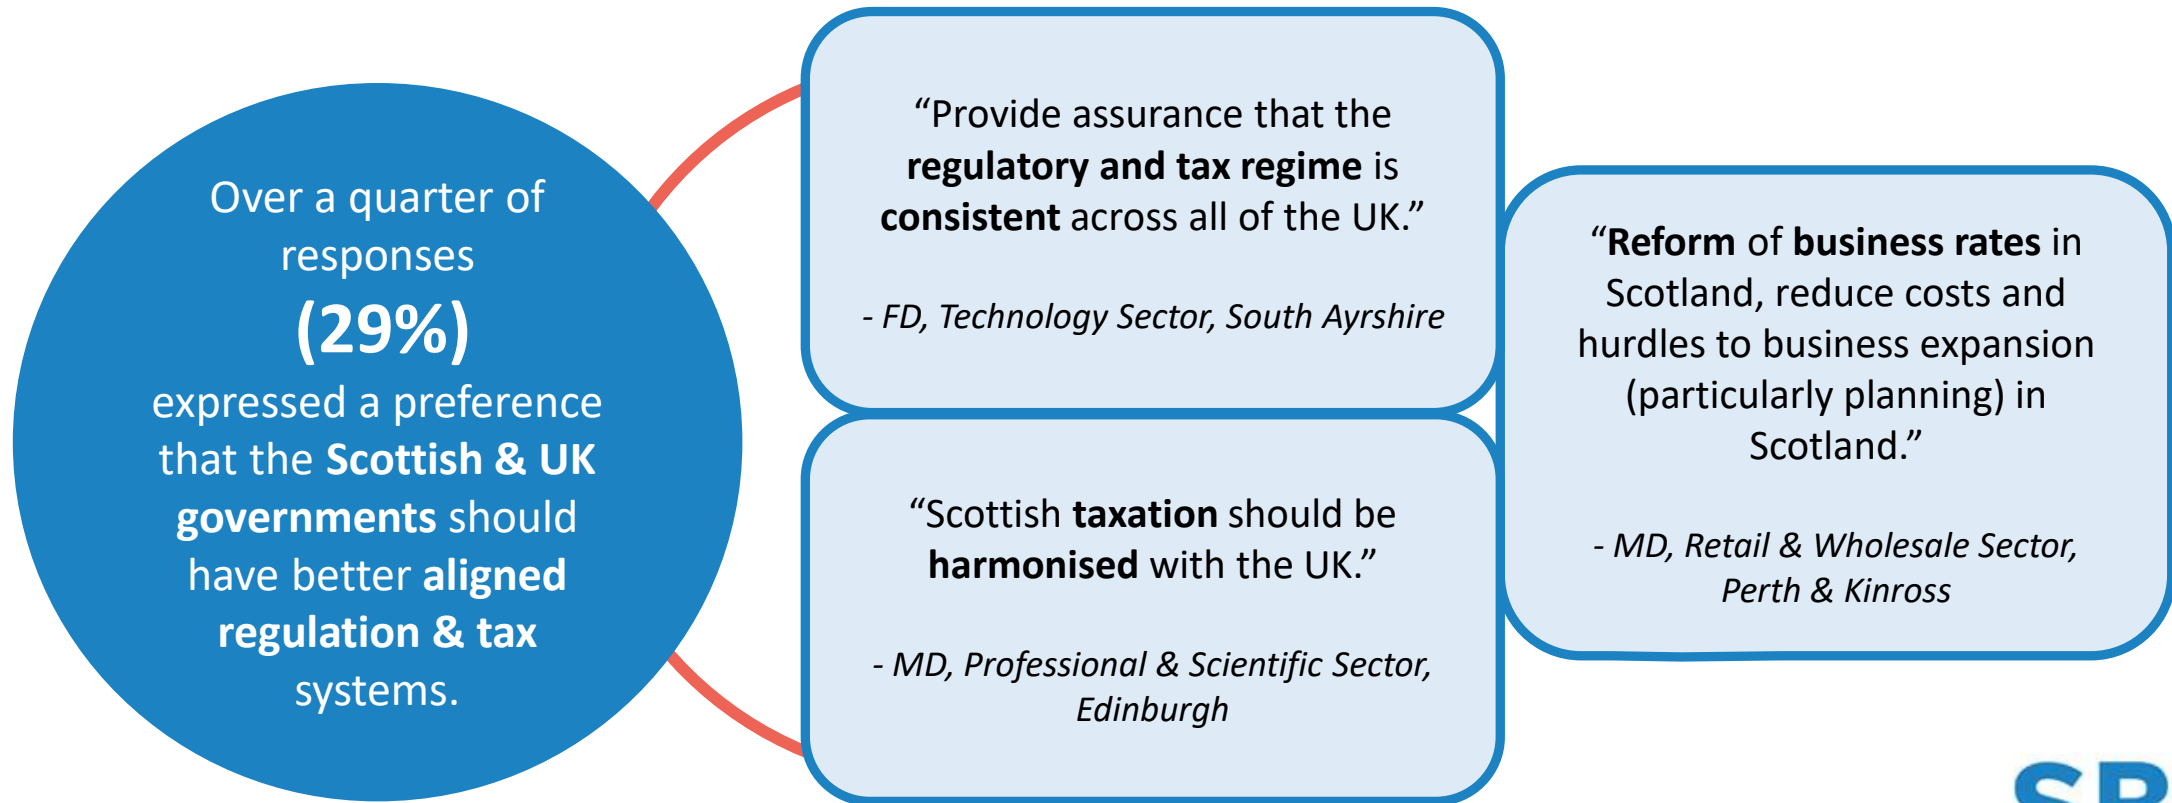 Over a quarter of
responses
(29%)
expressed a preference
that the Scottish & UK
governments should
have better aligned
regulation & tax
systems.
“Provide assurance that the
regulatory and tax regime is
consistent across all of the UK.”
- FD, Technology Sector, South Ayrshire
“Scottish taxation should be
harmonised with the UK.”
- MD, Professional & Scientific Sector,
Edinburgh
“Reform of business rates in
Scotland, reduce costs and
hurdles to business expansion
(particularly planning) in
Scotland.”
- MD, Retail & Wholesale Sector,
Perth & Kinross